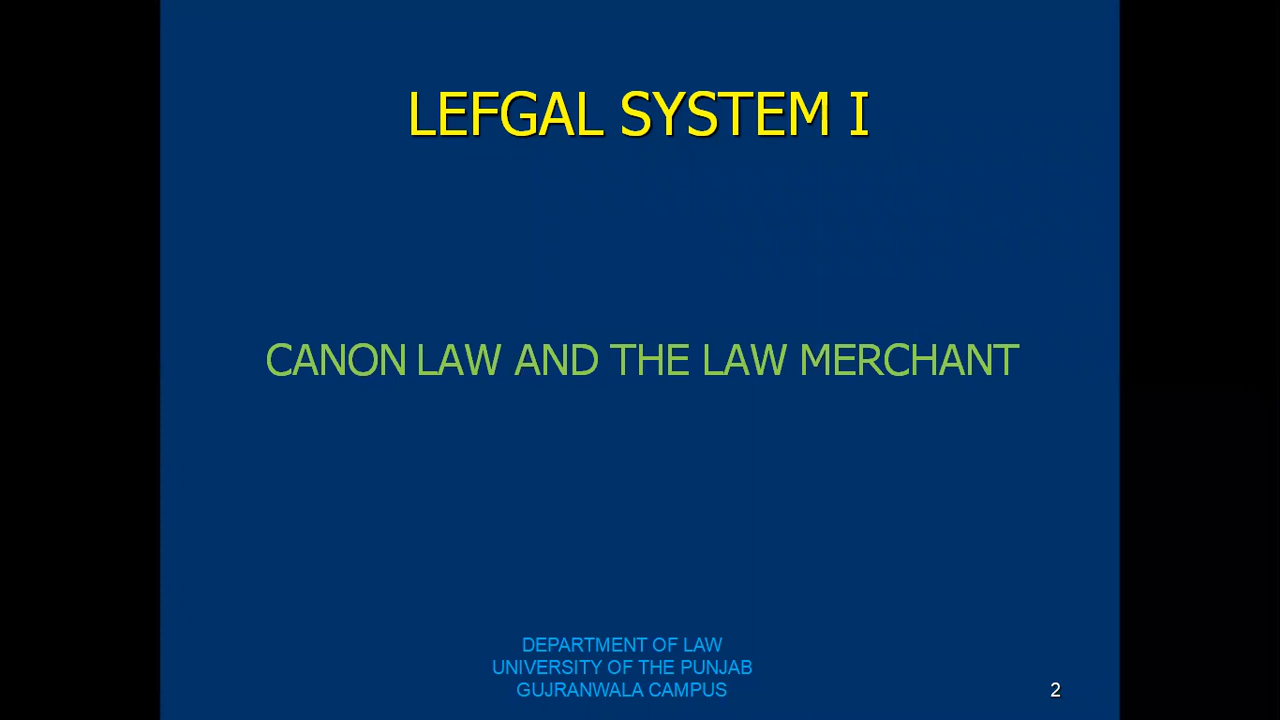 LEFGAL SYSTEM I
CANON LAW AND THE LAW MERCHANT
DEPARTMENT OF LAW
UNIVERSITY OF THE PUNJAB
GUJRANWALA CAMPUS
2